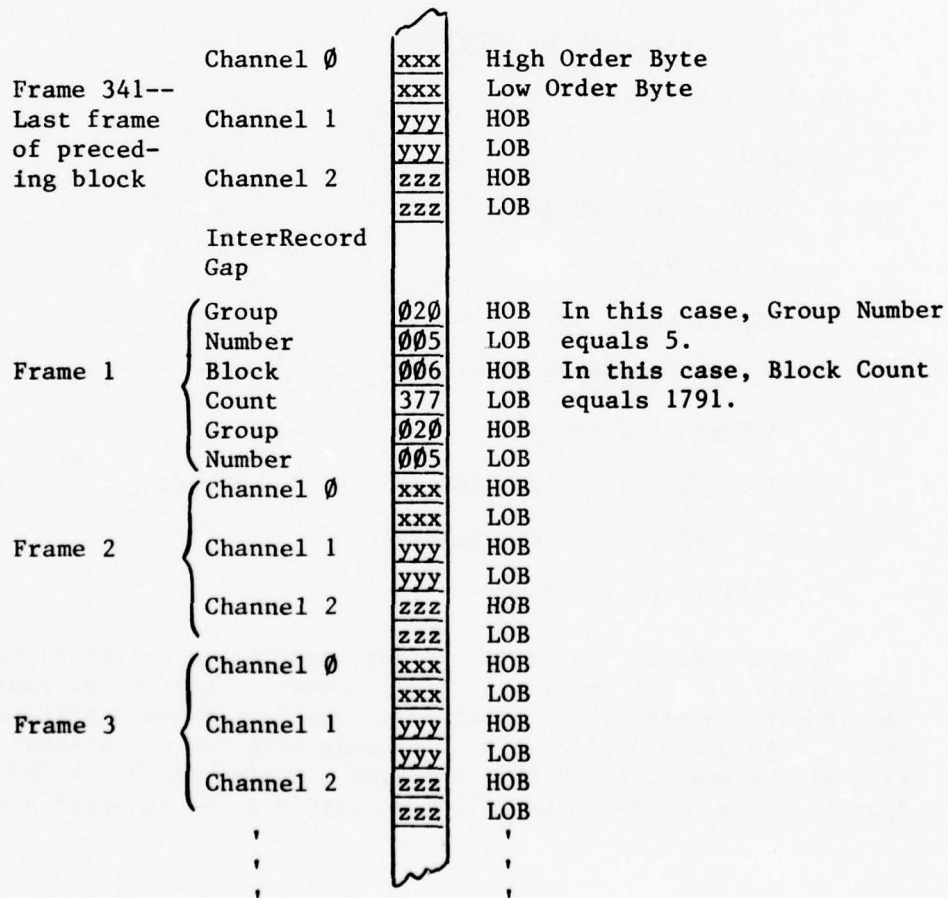 Channel Ø xxx High Order Byte
Frame 341-- xxx Low Order Byte
Last frame Channel 1 yyy HOB
of preced- yyy LOB
ing block Channel 2 zzz HOB
zzz LOB
InterRecord
Gap
Group Ø2Ø HOB In this case, Group Number
Number ØØ5 LOB equals 5.
Frame 1 Block ØØ6 HOB In this case, Block Count
Count 377 LOB equals 1791.
Group Ø2Ø HOB
Number ØØ5 LOB
Channel Ø xxx HOB
xxx LOB
Frame 2 Channel 1 yyy HOB
yyy LOB
Channel 2 zzz HOB
zzz LOB
Channel Ø xxx HOB
xxx LOB
Frame 3 Channel 1 yyy HOB
yyy LOB
Channel 2 zzz HOB
zzz LOB